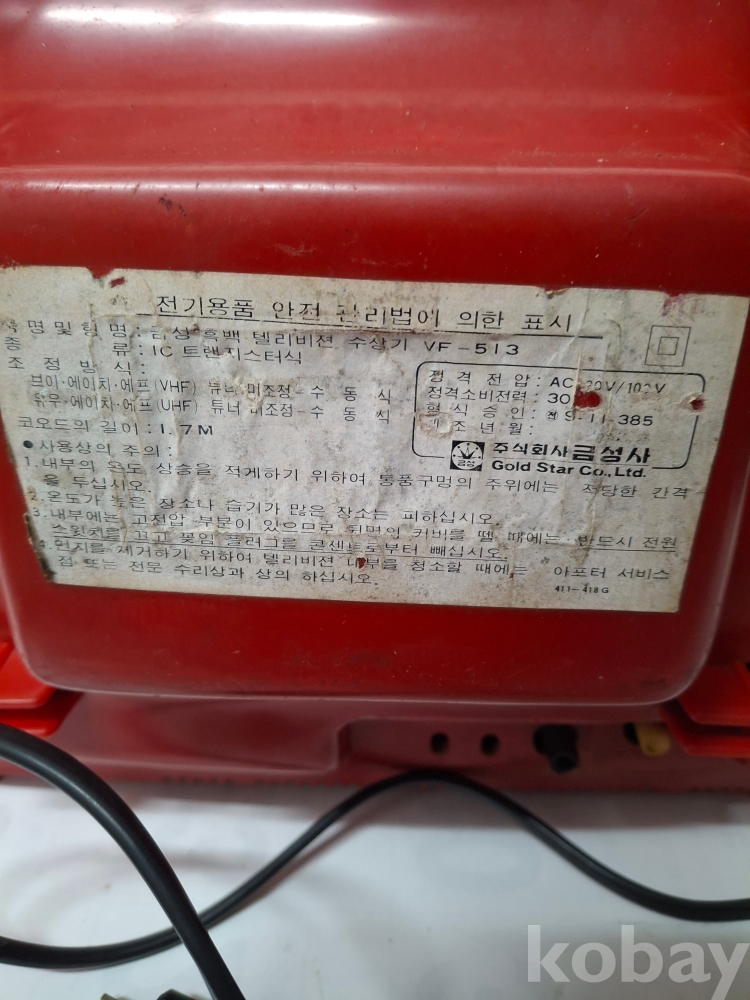 전기용품 안전 관리법에 의한 표시
품명및형명 : 금성 흑백 텔리비젼 수상기 VF-513
종 류 : IC 트랜지스터식
조 정 방 식 :
브이·에이치·에프(VHF) 튜너 미조정-수 동 식
유우·에이치·에프(UHF) 튜너 미조정-수 동 식
코오드의 길이 : 1.7M
정 격 전 압 : AC V/ V
정격소비전력 : 30
형 식 승 인 : 385
제 조 년 월 :
금성 주식회사 금성사
Gold Star Co., Ltd.
●사용상의 주의 :
1.내부의 온도 상승을 적게하기 위하여 통풍구멍의 주위에는 적당한 간격
을 두십시오.
2.온도가 높은 장소나 습기가 많은 장소는 피하십시오.
3.내부에는 고전압 부분이 있으므로 뒤면의 커비를 뗄 때에는 반드시 전원
스윗치를 끄고 꽂임 플러그를 콘센트로부터 빼십시오.
4.먼지를 제거하기 위하여 텔리비젼 내부를 청소할 때에는 아프터 서비스
점 또는 전문 수리상과 상의 하십시오.
411-418G
kobay